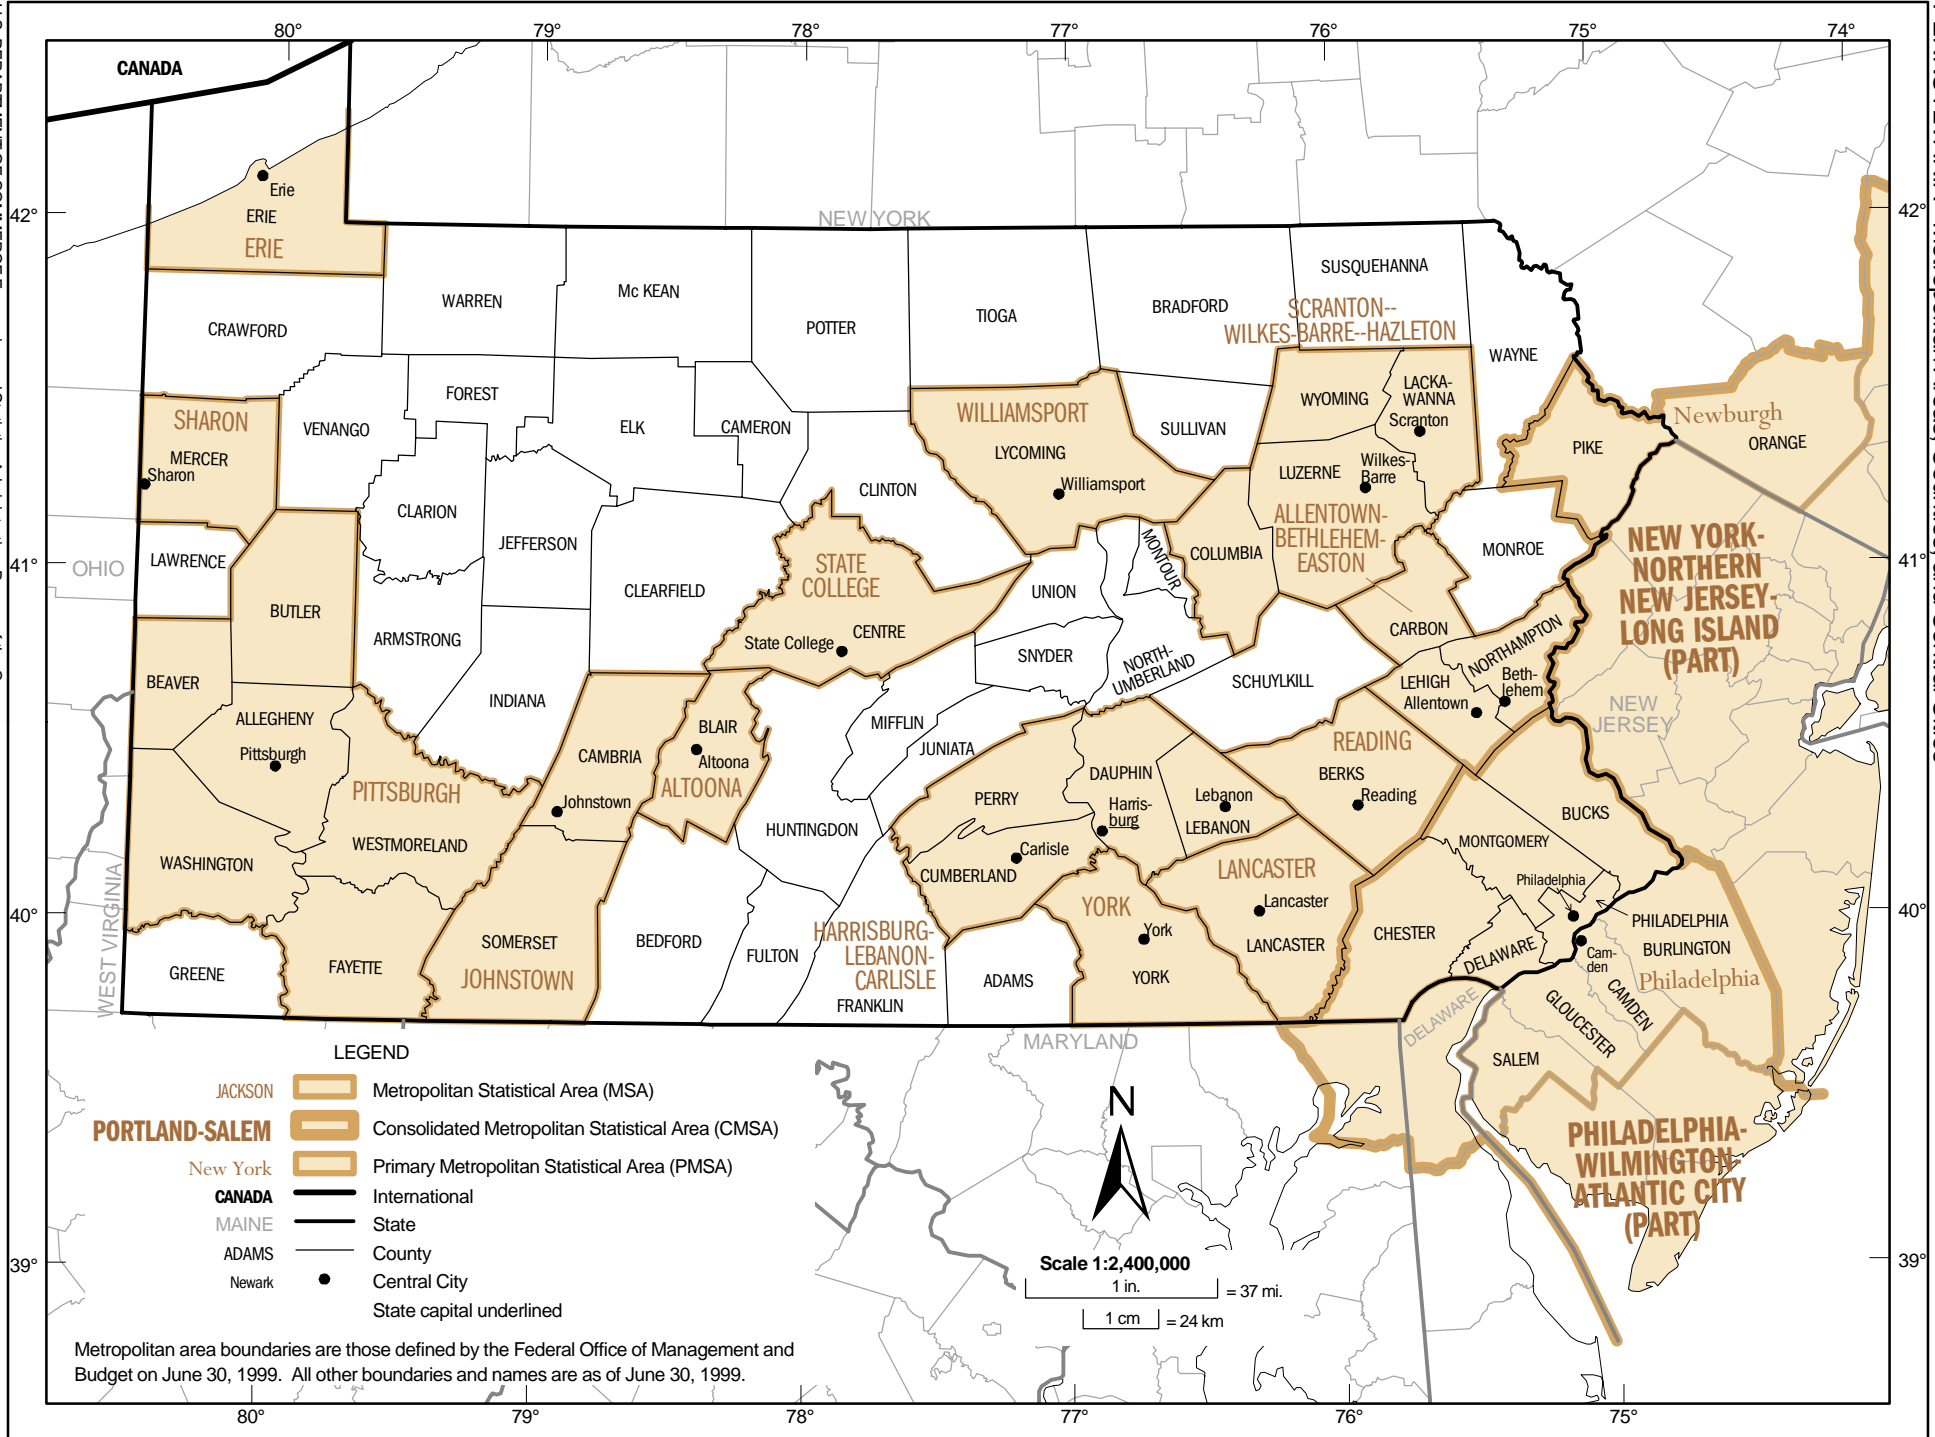 80°
79°
78°
77°
76°
75°
74°
CANADA
Erie
ERIE
ERIE
42°
42°
NEW YORK
SUSQUEHANNA
WARREN
Mc KEAN
CRAWFORD
POTTER
TIOGA
BRADFORD
SCRANTON--
WILKES-BARRE--HAZLETON
WAYNE
FOREST
VENANGO
ELK
CAMERON
SHARON
MERCER
Sharon
WILLIAMSPORT
LYCOMING
Williamsport
SULLIVAN
WYOMING
LACKA-
WANNA
Scranton
Wilkes-
Barre
LUZERNE
PIKE
Newburgh
ORANGE
CLARION
CLINTON
JEFFERSON
ALLENTOWN-
BETHLEHEM-
EASTON
MONTOUR
COLUMBIA
MONROE
NEW YORK-
NORTHERN
NEW JERSEY-
LONG ISLAND
(PART)
LAWRENCE
OHIO
41°
41°
STATE
COLLEGE
CLEARFIELD
UNION
BUTLER
ARMSTRONG
State College
CENTRE
CARBON
NORTHAMPTON
SNYDER
NORTH-
UMBERLAND
SCHUYLKILL
LEHIGH
Beth-
lehem
Allentown
BEAVER
INDIANA
ALLEGHENY
Pittsburgh
BLAIR
Altoona
ALTOONA
CAMBRIA
MIFFLIN
JUNIATA
NEW
JERSEY
READING
BERKS
Reading
PITTSBURGH
Johnstown
DAUPHIN
PERRY
Harris-
burg
Lebanon
LEBANON
BUCKS
HUNTINGDON
MONTGOMERY
WESTMORELAND
WASHINGTON
Carlisle
CUMBERLAND
LANCASTER
Lancaster
LANCASTER
Philadelphia
PHILADELPHIA
40°
40°
YORK
York
YORK
WEST VIRGINIA
GREENE
FAYETTE
SOMERSET
JOHNSTOWN
BEDFORD
FULTON
HARRISBURG-
LEBANON-
CARLISLE
FRANKLIN
ADAMS
CHESTER
DELAWARE
Cam-
den
BURLINGTON
Philadelphia
CAMDEN
GLOUCESTER
DELAWARE
SALEM
MARYLAND
LEGEND
JACKSON
Metropolitan Statistical Area (MSA)
PORTLAND-SALEM
Consolidated Metropolitan Statistical Area (CMSA)
New York
Primary Metropolitan Statistical Area (PMSA)
CANADA
International
MAINE
State
ADAMS
County
Newark
Central City
State capital underlined
N
PHILADELPHIA-
WILMINGTON-
ATLANTIC CITY
(PART)
39°
39°
Scale 1:2,400,000
1 in.
= 37 mi.
1 cm
= 24 km
Metropolitan area boundaries are those defined by the Federal Office of Management and
Budget on June 30, 1999. All other boundaries and names are as of June 30, 1999.
80°
79°
78°
77°
76°
75°